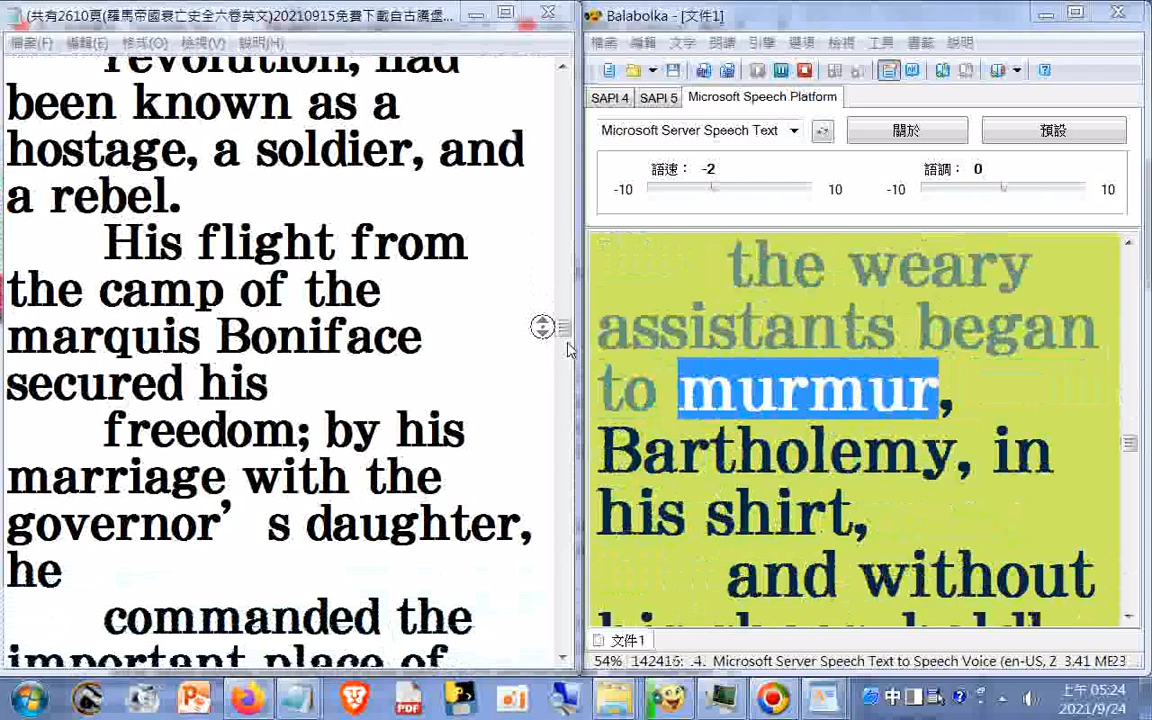 (共有2610頁(羅馬帝國衰亡史全六卷英文)20210915免費下載自古騰堡...
檔案(F) 編輯(E) 格式(O) 檢視(V) 說明(H)
revolution, had
been known as a
hostage, a soldier, and
a rebel.
His flight from
the camp of the
marquis Boniface
secured his
freedom; by his
marriage with the
governor’s daughter,
he
commanded the
important place of
Balabolka - [文件1]
檔案 編輯 文字 朗讀 引擎 選項 檢視 工具 書籤 說明
SAPI 4 SAPI 5 Microsoft Speech Platform
Microsoft Server Speech Text 關於 預設
語速： -2 語調： 0
-10 10 -10 10
the weary
assistants began
to murmur,
Bartholemy, in
his shirt,
and without
文件1
54% Microsoft Server Speech Text to Speech Voice (en-US, Z 3,41 ME23
中
上午 05:24
2021/9/24